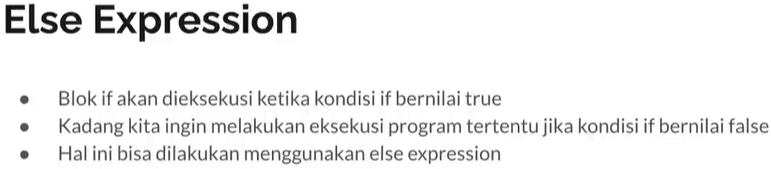 Else Expression
● Blok if akan dieksekusi ketika kondisi if bernilai true
● Kadang kita ingin melakukan eksekusi program tertentu jika kondisi if bernilai false
● Hal ini bisa dilakukan menggunakan else expression